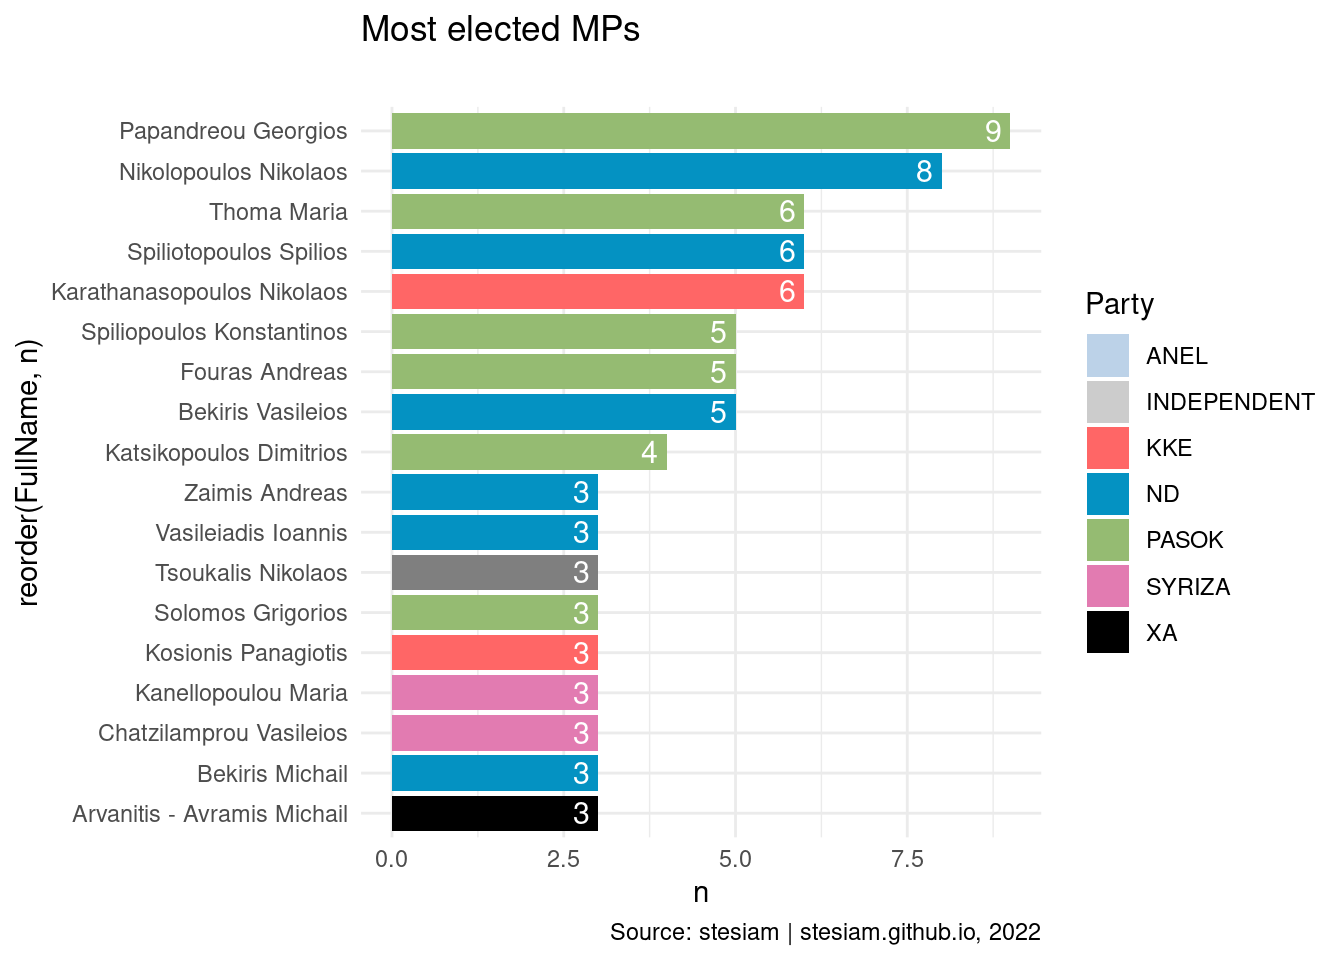 Most elected MPs
Papandreou Georgios 9
Nikolopoulos Nikolaos 8
Thoma Maria 6
Spiliotopoulos Spilios 6
Karathanasopoulos Nikolaos 6
Spiliopoulos Konstantinos 5
Fouras Andreas 5
Bekiris Vasileios 5
Katsikopoulos Dimitrios 4
Zaimis Andreas 3
Vasileiadis Ioannis 3
Tsoukalis Nikolaos 3
Solomos Grigorios 3
Kosionis Panagiotis 3
Kanellopoulou Maria 3
Chatzilamprou Vasileios 3
Bekiris Michail 3
Arvanitis - Avramis Michail 3
reorder(FullName, n)
0.0 2.5 5.0 7.5
n
Party
ANEL
INDEPENDENT
KKE
ND
PASOK
SYRIZA
XA
Source: stesiam | stesiam.github.io, 2022